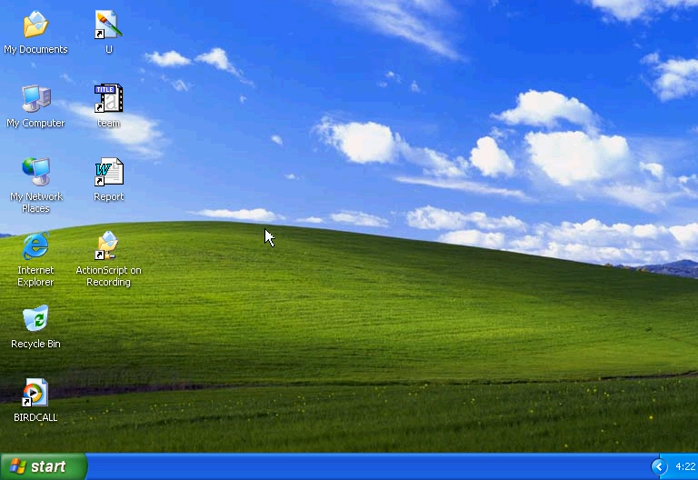 My Documents
U
My Computer
TITLE
a
team
My Network
Places
W
Report
Internet
Explorer
ActionScript on
Recording
Recycle Bin
BIRDCALL
start
4:22